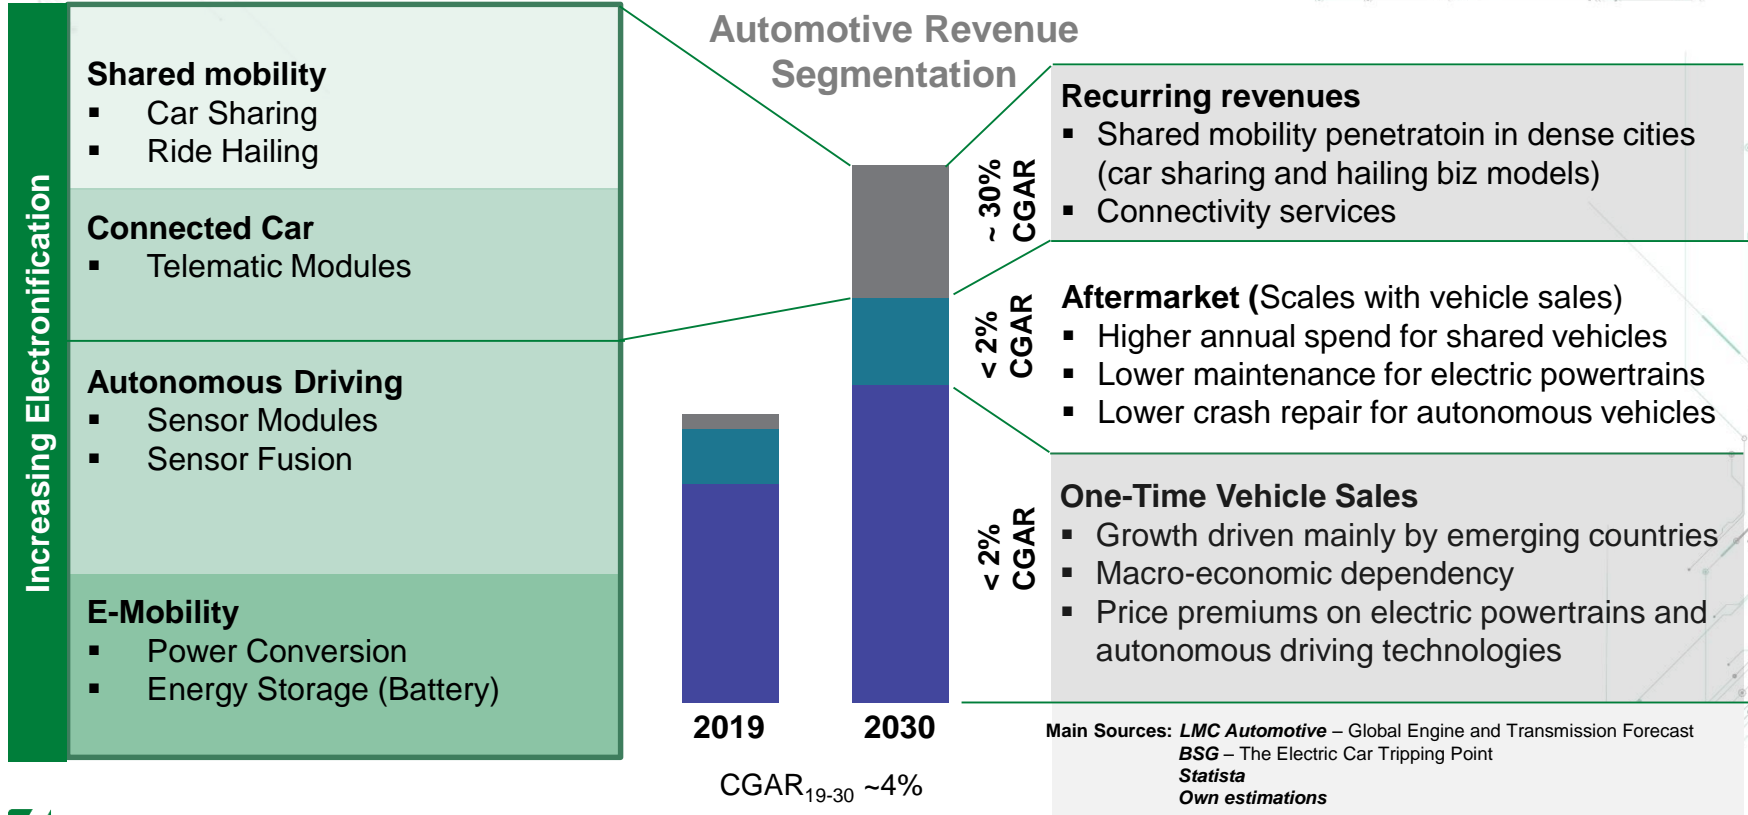 Increasing Electronification
Shared mobility
▪ Car Sharing
▪ Ride Hailing
Connected Car
▪ Telematic Modules
Autonomous Driving
▪ Sensor Modules
▪ Sensor Fusion
E-Mobility
▪ Power Conversion
▪ Energy Storage (Battery)
Automotive Revenue
Segmentation
2019
2030
CGAR19-30 ~4%
~ 30%
CGAR
< 2%
CGAR
< 2%
CGAR
Recurring revenues
▪ Shared mobility penetratoin in dense cities
(car sharing and hailing biz models)
▪ Connectivity services
Aftermarket (Scales with vehicle sales)
▪ Higher annual spend for shared vehicles
▪ Lower maintenance for electric powertrains
▪ Lower crash repair for autonomous vehicles
One-Time Vehicle Sales
▪ Growth driven mainly by emerging countries
▪ Macro-economic dependency
▪ Price premiums on electric powertrains and
autonomous driving technologies
Main Sources: LMC Automotive – Global Engine and Transmission Forecast
BSG – The Electric Car Tripping Point
Statista
Own estimations